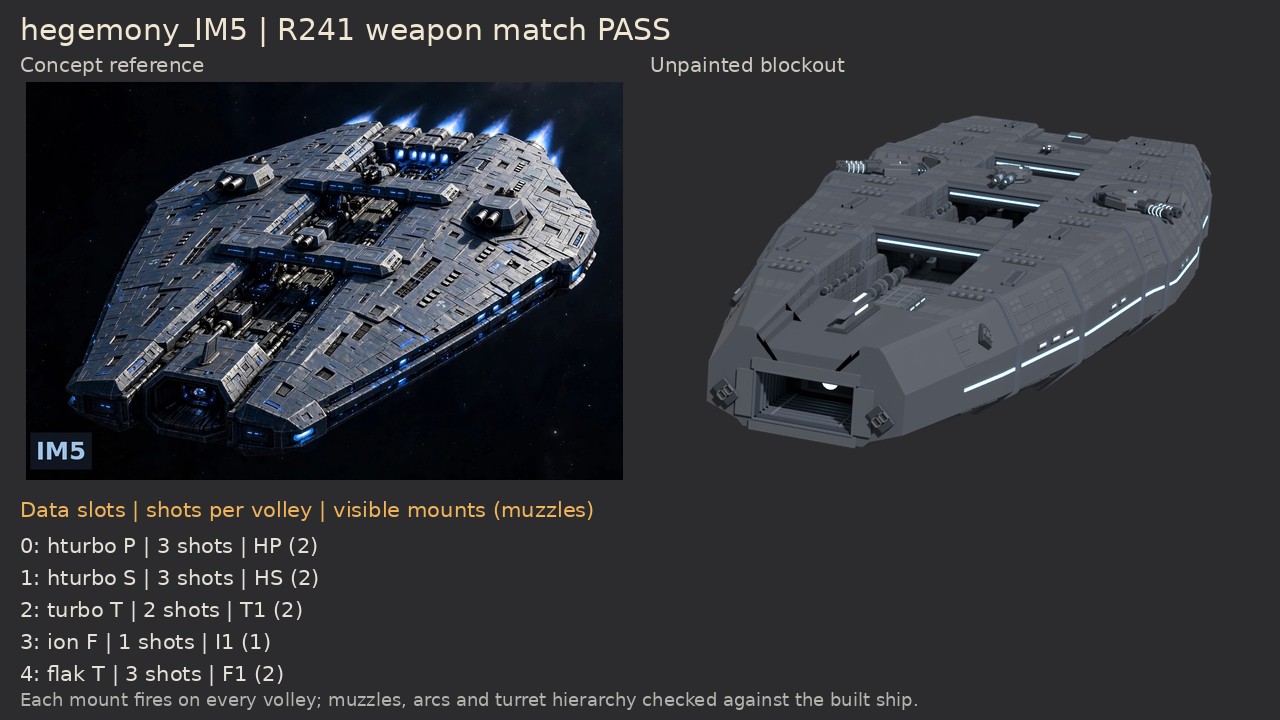 hegemony_IM5 | R241 weapon match PASS
Concept reference
Unpainted blockout
IM5
Data slots | shots per volley | visible mounts (muzzles)
0: hturbo P | 3 shots | HP (2)
1: hturbo S | 3 shots | HS (2)
2: turbo T | 2 shots | T1 (2)
3: ion F | 1 shots | I1 (1)
4: flak T | 3 shots | F1 (2)
Each mount fires on every volley; muzzles, arcs and turret hierarchy checked against the built ship.